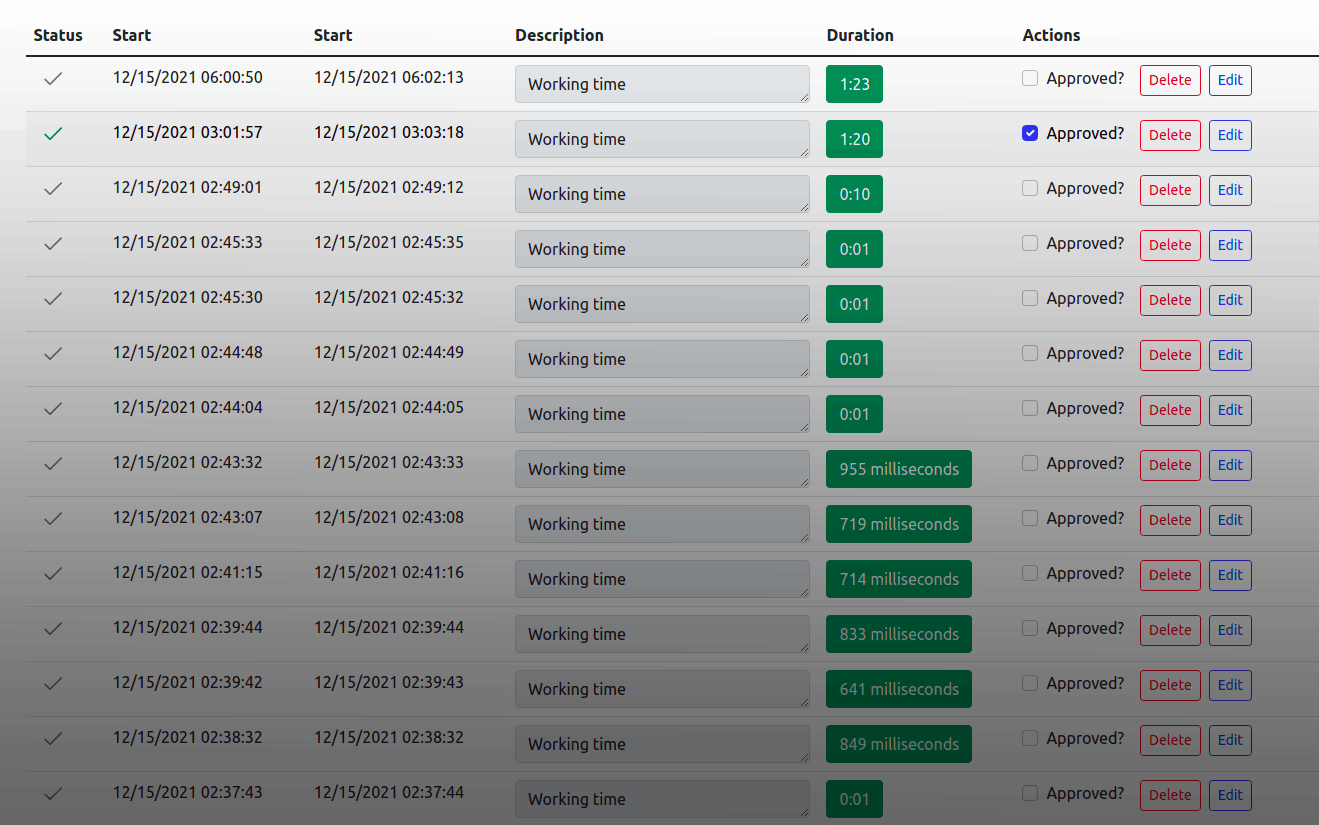 Status Start Start Description Duration Actions
12/15/2021 06:00:50 12/15/2021 06:02:13 Working time 1:23 Approved? Delete Edit
12/15/2021 03:01:57 12/15/2021 03:03:18 Working time 1:20 Approved? Delete Edit
12/15/2021 02:49:01 12/15/2021 02:49:12 Working time 0:10 Approved? Delete Edit
12/15/2021 02:45:33 12/15/2021 02:45:35 Working time 0:01 Approved? Delete Edit
12/15/2021 02:45:30 12/15/2021 02:45:32 Working time 0:01 Approved? Delete Edit
12/15/2021 02:44:48 12/15/2021 02:44:49 Working time 0:01 Approved? Delete Edit
12/15/2021 02:44:04 12/15/2021 02:44:05 Working time 0:01 Approved? Delete Edit
12/15/2021 02:43:32 12/15/2021 02:43:33 Working time 955 milliseconds Approved? Delete Edit
12/15/2021 02:43:07 12/15/2021 02:43:08 Working time 719 milliseconds Approved? Delete Edit
12/15/2021 02:41:15 12/15/2021 02:41:16 Working time 714 milliseconds Approved? Delete Edit
12/15/2021 02:39:44 12/15/2021 02:39:44 Working time 833 milliseconds Approved? Delete Edit
12/15/2021 02:39:42 12/15/2021 02:39:43 Working time 641 milliseconds Approved? Delete Edit
12/15/2021 02:38:32 12/15/2021 02:38:32 Working time 849 milliseconds Approved? Delete Edit
12/15/2021 02:37:43 12/15/2021 02:37:44 Working time 0:01 Approved? Delete Edit